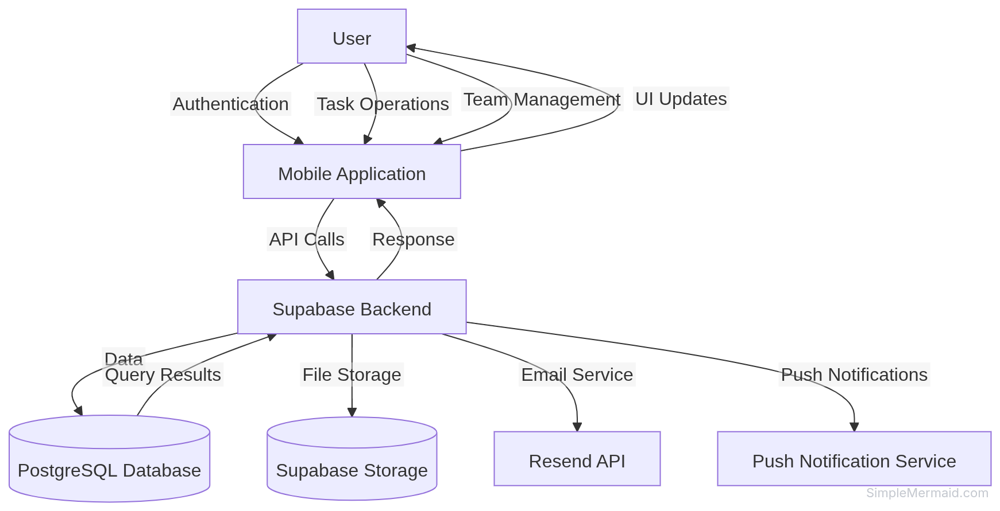 User
Authentication
Task Operations
Team Management
UI Updates
Mobile Application
API Calls
Response
Supabase Backend
Data
Query Results
File Storage
Email Service
Push Notifications
PostgreSQL Database
Supabase Storage
Resend API
Push Notification Service
SimpleMermaid.com